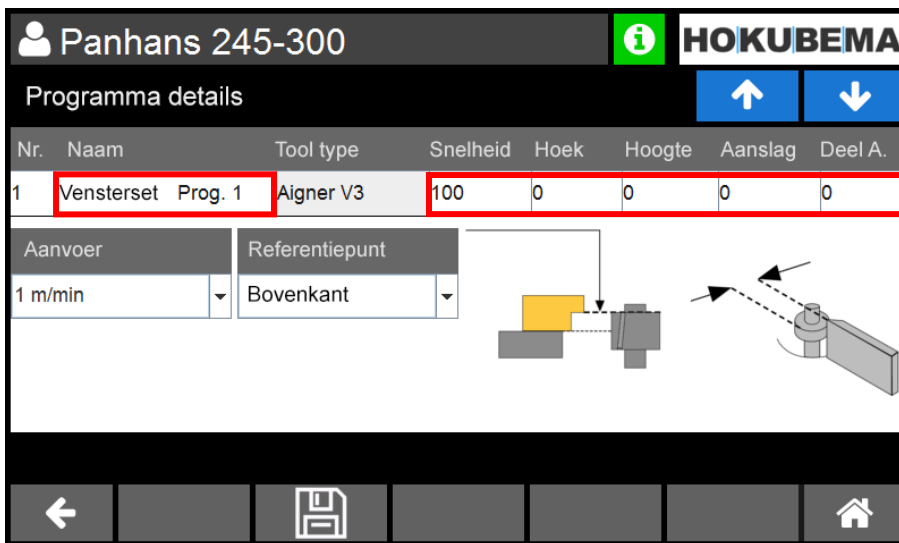 Panhans 245-300
HOKUBEMA
Programma details
Nr. Naam Tool type Snelheid Hoek Hoogte Aanslag Deel A.
1 Vensterset Prog. 1 Aigner V3 100 0 0 0 0
Aanvoer Referentiepunt
1 m/min Bovenkant